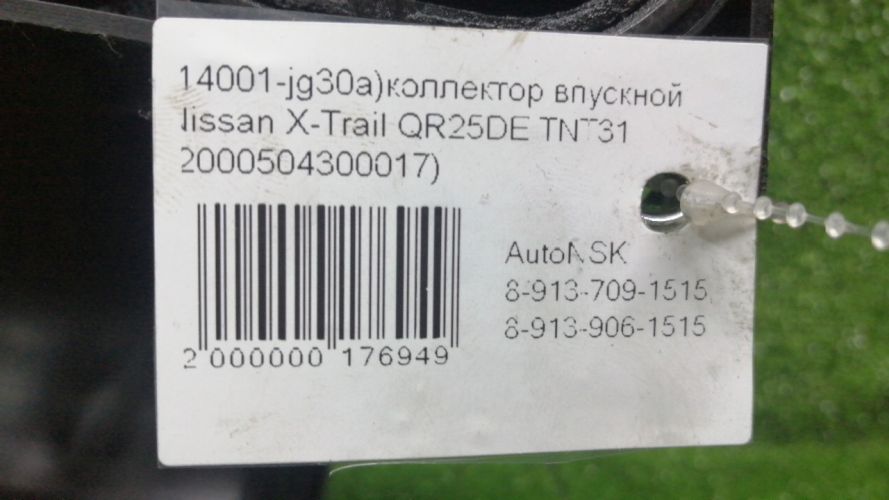 14001-jg30a)коллектор впускной
Nissan X-Trail QR25DE TNT31
2000504300017)
AutoNSK
8-913-709-1515
8-913-906-1515
2 000000 176949